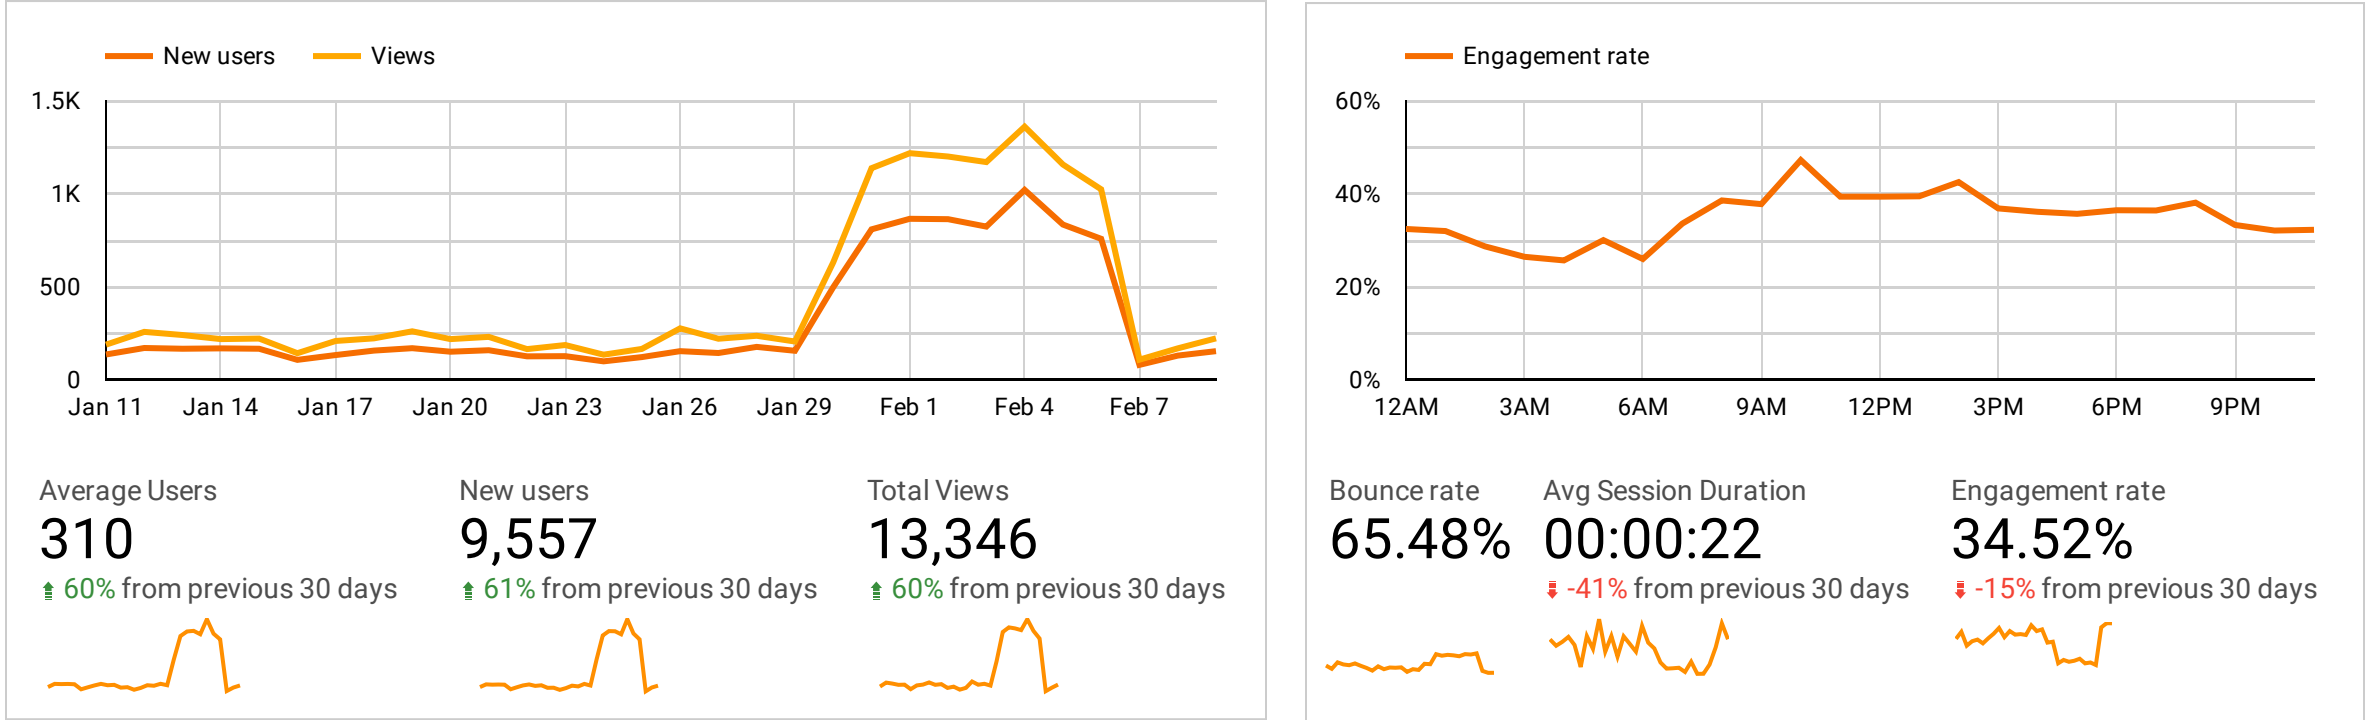 New users Views
1.5K
1K
500
0
Jan 11 Jan 14 Jan 17 Jan 20 Jan 23 Jan 26 Jan 29 Feb 1 Feb 4 Feb 7
Average Users New users Total Views
310 9,557 13,346
60% from previous 30 days 61% from previous 30 days 60% from previous 30 days
Engagement rate
60%
40%
20%
0%
12AM 3AM 6AM 9AM 12PM 3PM 6PM 9PM
Bounce rate Avg Session Duration Engagement rate
65.48% 00:00:22 34.52%
-41% from previous 30 days -15% from previous 30 days